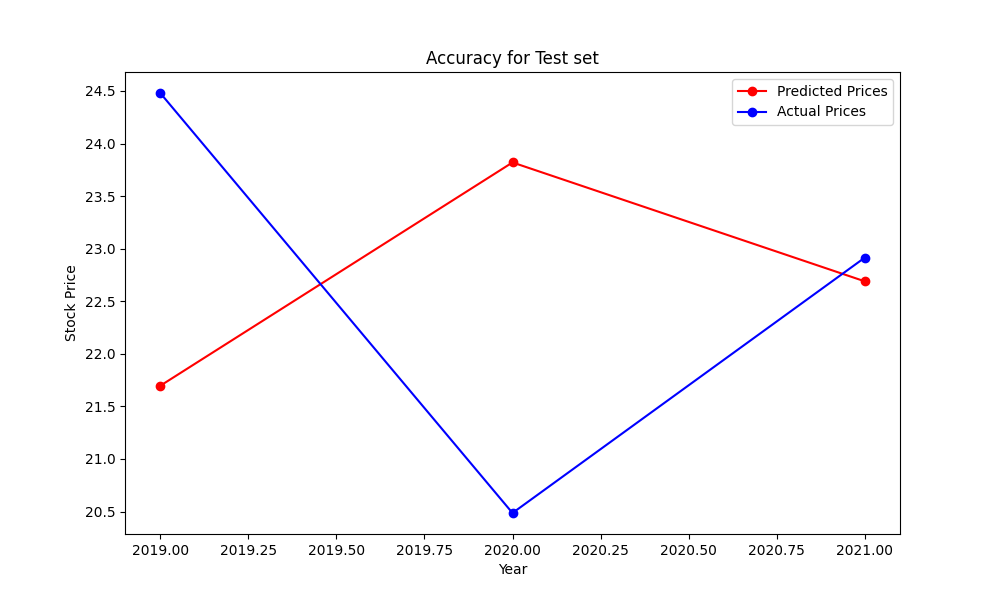 Accuracy for Test set
Predicted Prices
Actual Prices
24.5
24.0
23.5
23.0
22.5
22.0
21.5
21.0
20.5
Stock Price
2019.00 2019.25 2019.50 2019.75 2020.00 2020.25 2020.50 2020.75 2021.00
Year